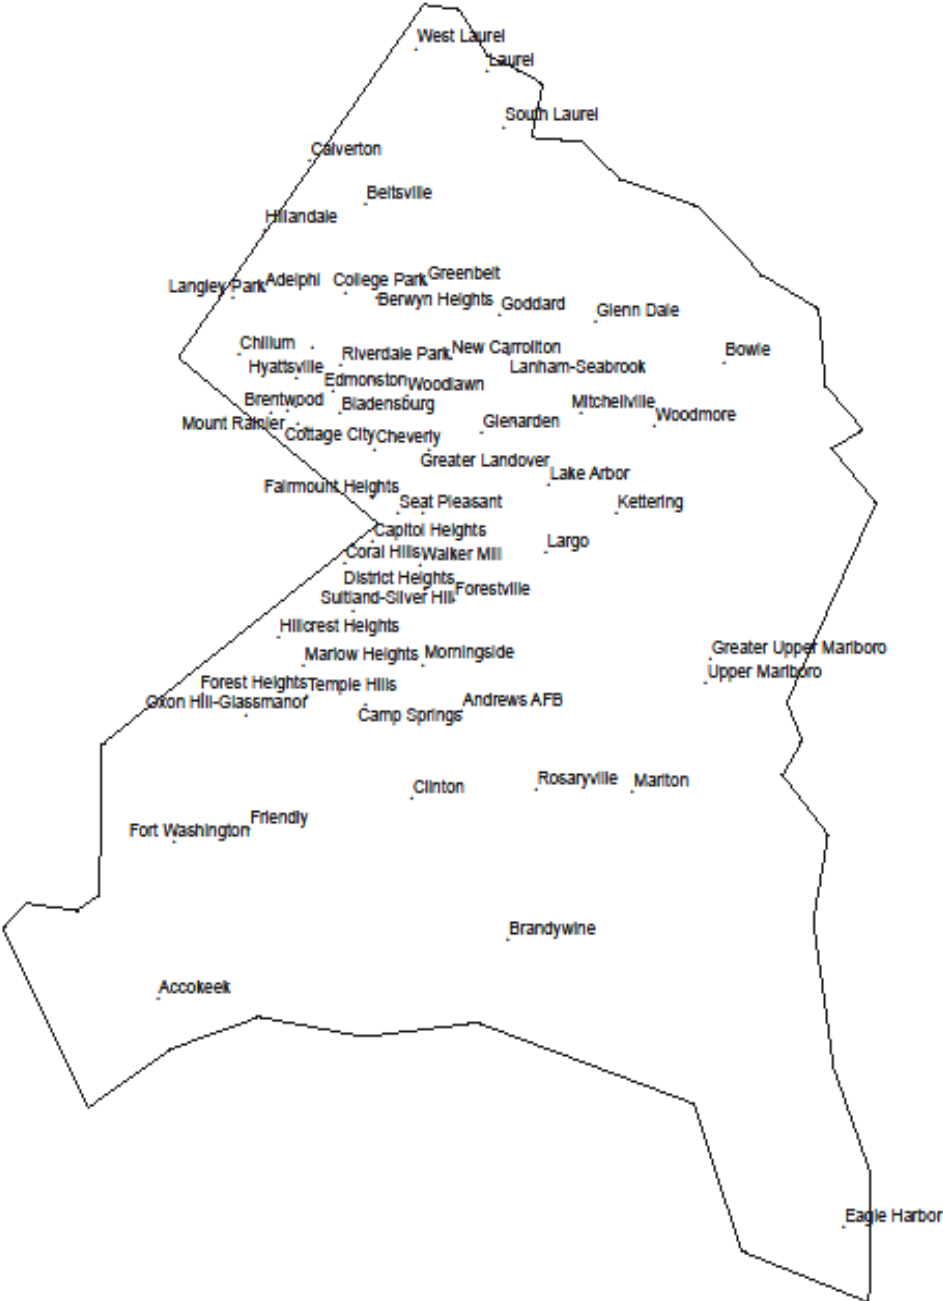 West Laurel
Laurel
South Laurel
Calverton
Beltsville
Hillandale
Langley Park
Adelphi
College Park
Greenbelt
Berwyn Heights
Goddard
Glenn Dale
Chillum
Hyattsville
Riverdale Park
New Carrollton
Lanham-Seabrook
Bowie
Edmonston
Woodlawn
Brentwood
Bladensburg
Mitchellville
Woodmore
Mount Rainier
Cottage City
Cheverly
Glenarden
Greater Landover
Lake Arbor
Fairmount Heights
Seat Pleasant
Kettering
Capitol Heights
Coral Hills
Walker Mill
Largo
District Heights
Forestville
Suitland-Silver Hill
Hillcrest Heights
Marlow Heights
Morningside
Greater Upper Marlboro
Upper Marlboro
Forest Heights
Temple Hills
Oxon Hill-Glassmanor
Camp Springs
Andrews AFB
Clinton
Rosaryville
Marlton
Friendly
Fort Washington
Brandywine
Accokeek
Eagle Harbor